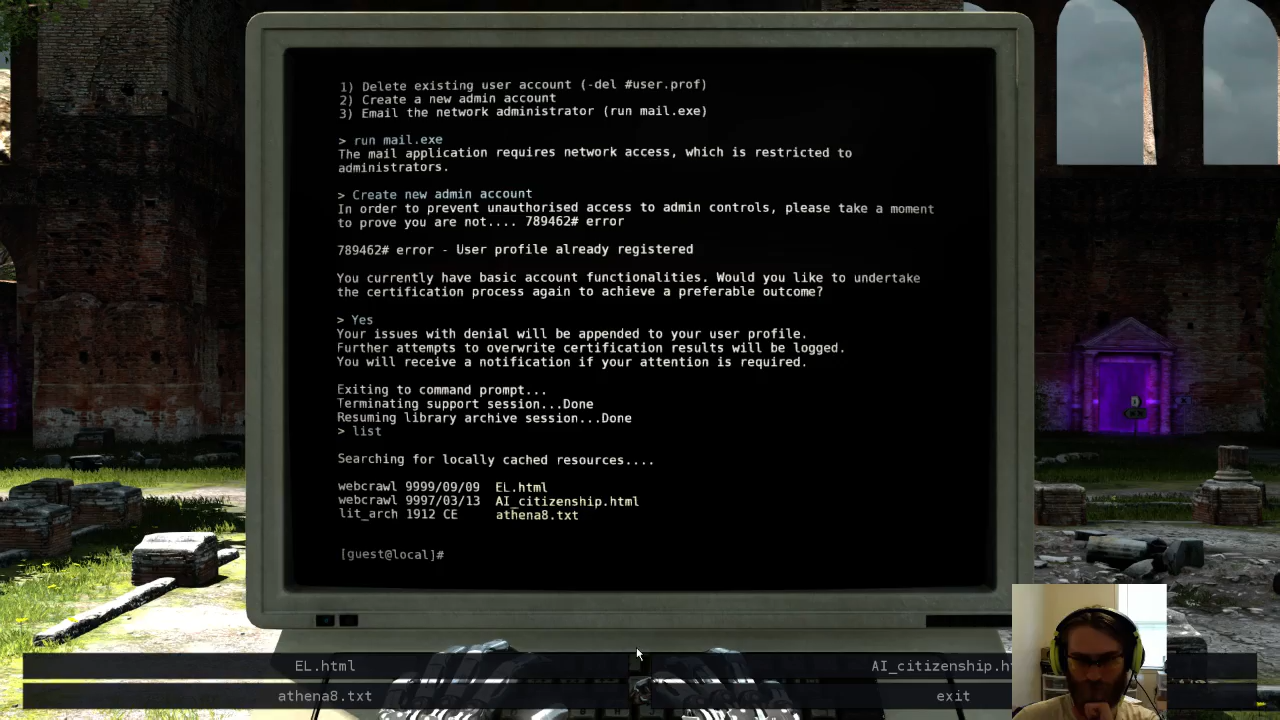 1) Delete existing user account (-del #user.prof)
2) Create a new admin account
3) Email the network administrator (run mail.exe)
> run mail.exe
The mail application requires network access, which is restricted to
administrators.
> Create new admin account
In order to prevent unauthorised access to admin controls, please take a moment
to prove you are not.... 789462# error
789462# error - User profile already registered
You currently have basic account functionalities. Would you like to undertake
the certification process again to achieve a preferable outcome?
> Yes
Your issues with denial will be appended to your user profile.
Further attempts to overwrite certification results will be logged.
You will receive a notification if your attention is required.
Exiting to command prompt...
Terminating support session...Done
Resuming library archive session...Done
> list
Searching for locally cached resources....
webcrawl 9999/09/09 EL.html
webcrawl 9997/03/13 AI_citizenship.html
lit_arch 1912 CE athena8.txt
[guest@local]#
EL.html
AI_citizenship.h
athena8.txt
exit